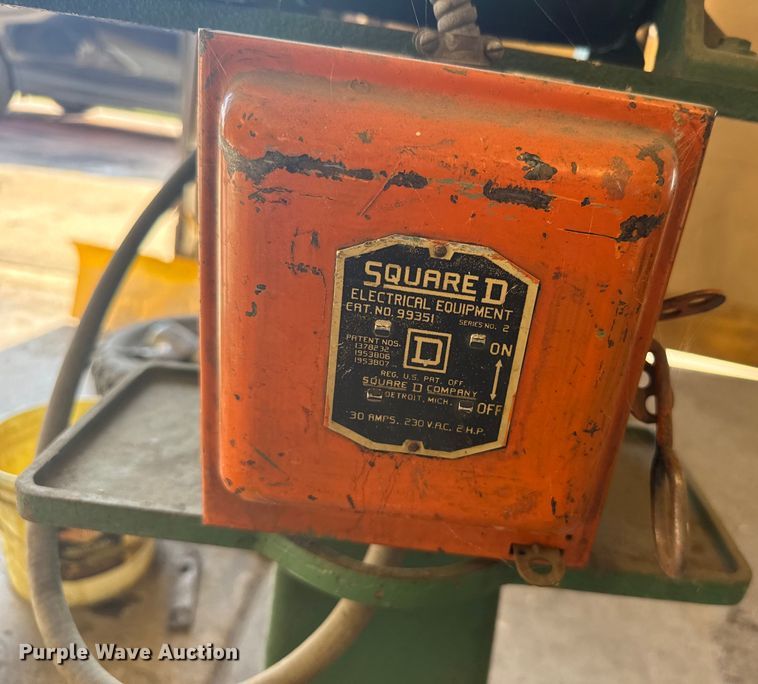 SQUARE D
ELECTRICAL EQUIPMENT
CAT. NO. 99351
SERIES NO. 2
PATENT NOS.
1378232
1953806
1953807
D
ON
REG. U.S. PAT. OFF.
SQUARE D COMPANY
DETROIT, MICH.
OFF
30 AMPS. 230 V.A.C. 2 H.P.
Purple Wave Auction